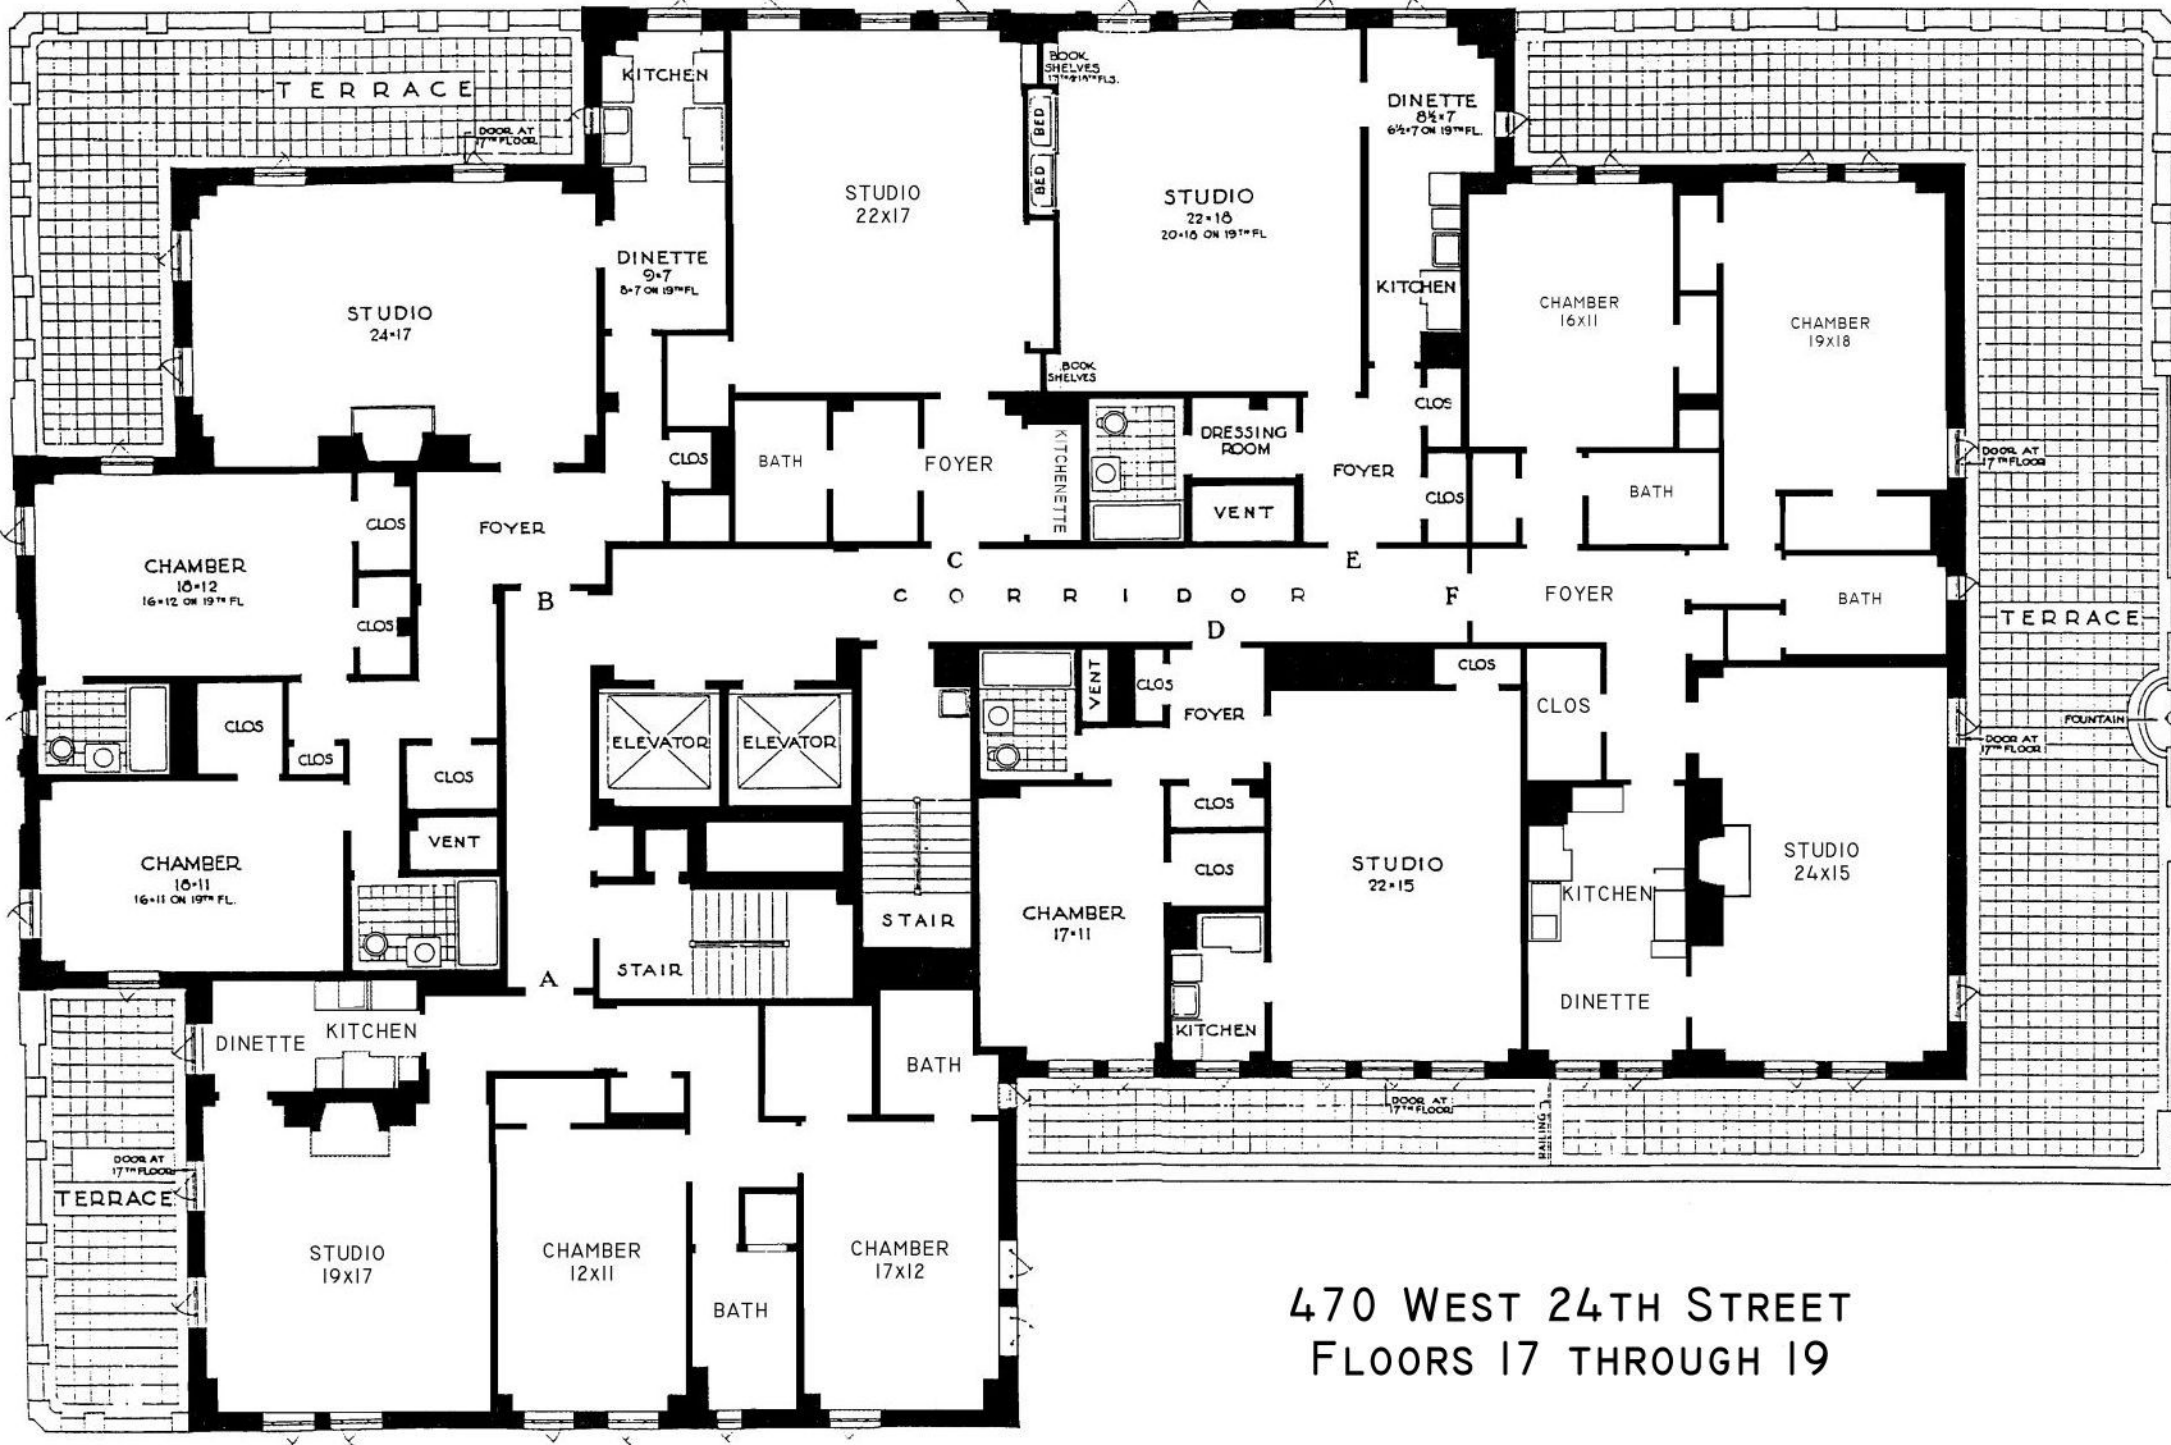 TERRACE
DOOR AT
17TH FLOOR
KITCHEN
DINETTE
9×7
8×7 ON 19TH FL
STUDIO
24×17
STUDIO
22X17
BOOK
SHELVES
17TH & 18TH FLS.
BED
BED
BOOK
SHELVES
STUDIO
22×18
20×18 ON 19TH FL
DINETTE
8½×7
6½×7 ON 19TH FL.
KITCHEN
CHAMBER
16X11
CHAMBER
19X18
CLOS
CLOS
BATH
FOYER
KITCHENETTE
DRESSING
ROOM
VENT
FOYER
CLOS
BATH
DOOR AT
17TH FLOOR
CLOS
FOYER
CHAMBER
18×12
16×12 ON 19TH FL
CLOS
B
C
E
CORRIDOR
D
F
FOYER
BATH
TERRACE
CLOS
CLOS
CLOS
VENT
ELEVATOR
ELEVATOR
VENT
CLOS
FOYER
CLOS
CLOS
FOUNTAIN
DOOR AT
17TH FLOOR
CHAMBER
18×11
16×11 ON 19TH FL.
STAIR
STAIR
CLOS
CLOS
CHAMBER
17×11
KITCHEN
STUDIO
22×15
KITCHEN
DINETTE
STUDIO
24X15
A
DINETTE
KITCHEN
BATH
DOOR AT
17TH FLOOR
RAILING
DOOR AT
17TH FLOOR
TERRACE
STUDIO
19X17
CHAMBER
12X11
BATH
CHAMBER
17X12
470 WEST 24TH STREET
FLOORS 17 THROUGH 19